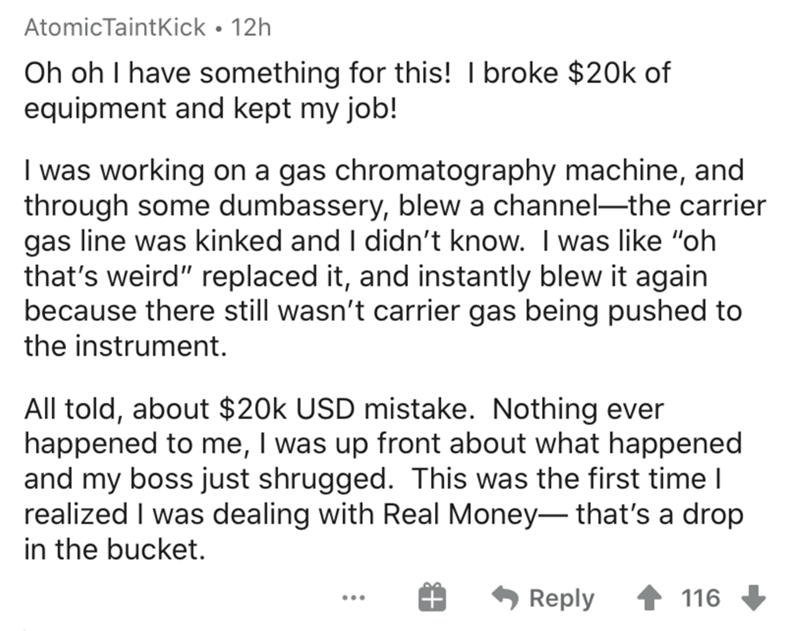 AtomicTaintKick • 12h
Oh oh I have something for this!  I broke $20k of
equipment and kept my job!
I was working on a gas chromatography machine, and
through some dumbassery, blew a channel—the carrier
gas line was kinked and I didn’t know.  I was like “oh
that’s weird” replaced it, and instantly blew it again
because there still wasn’t carrier gas being pushed to
the instrument.
All told, about $20k USD mistake.  Nothing ever
happened to me, I was up front about what happened
and my boss just shrugged.  This was the first time I
realized I was dealing with Real Money— that’s a drop
in the bucket.
... Reply 116